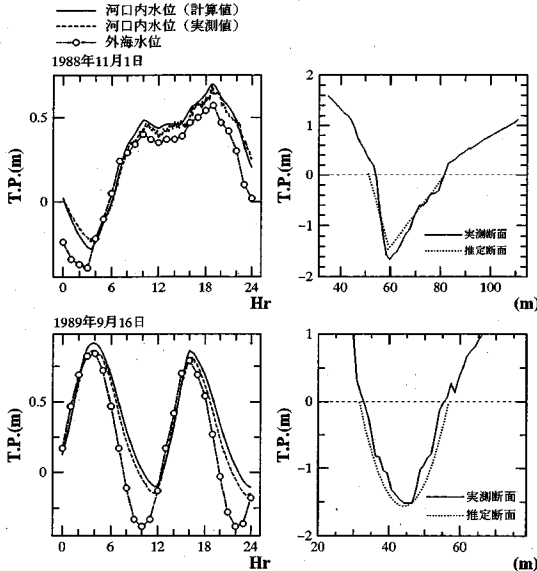 河口内水位（計算値）
河口内水位（実測値）
外海水位
1988年11月1日
T.P.(m)
0.5
0
0 6 12 18 24
Hr
T.P.(m)
2
1
0
-1
-2
実測断面
推定断面
40 60 80 100
(m)
1989年9月16日
T.P.(m)
0.5
0
0 6 12 18 24
Hr
T.P.(m)
1
0
-1
-2
実測断面
推定断面
20 40 60
(m)